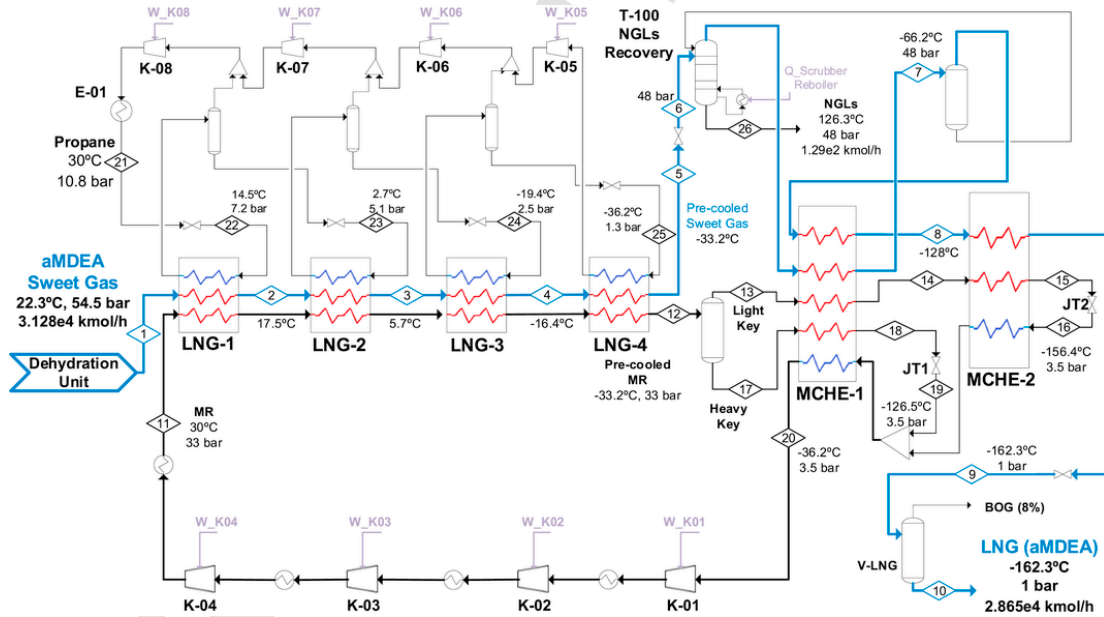 W_K08
W_K07
W_K06
W_K05
T-100
NGLs
Recovery
-66.2ºC
48 bar
7
K-08
K-07
K-06
K-05
E-01
48 bar
6
Q_Scrubber
Reboiler
NGLs
126.3ºC
48 bar
1.29e2 kmol/h
26
Propane
30ºC
10.8 bar
21
5
14.5ºC
7.2 bar
22
2.7ºC
5.1 bar
23
-19.4ºC
2.5 bar
24
-36.2ºC
1.3 bar
25
Pre-cooled
Sweet Gas
-33.2ºC
8
-128ºC
aMDEA
Sweet Gas
22.3ºC, 54.5 bar
3.128e4 kmol/h
1
2
3
4
12
13
Light
Key
14
15
JT2
16
17.5ºC
5.7ºC
-16.4ºC
18
-156.4ºC
3.5 bar
LNG-1
LNG-2
LNG-3
LNG-4
Dehydration
Unit
Pre-cooled
MR
-33.2ºC, 33 bar
17
Heavy
Key
MCHE-1
JT1
19
MCHE-2
-126.5ºC
3.5 bar
11
MR
30ºC
33 bar
20
-36.2ºC
3.5 bar
9
-162.3ºC
1 bar
BOG (8%)
W_K04
W_K03
W_K02
W_K01
V-LNG
LNG (aMDEA)
-162.3ºC
1 bar
2.865e4 kmol/h
10
K-04
K-03
K-02
K-01